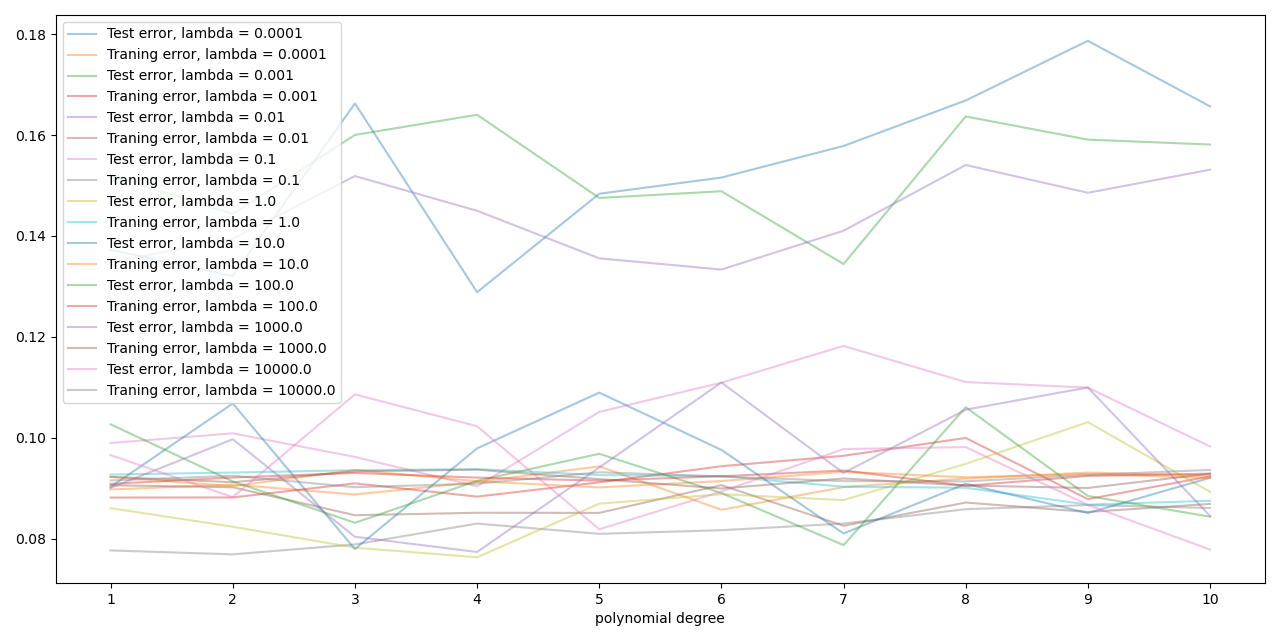 0.18
0.16
0.14
0.12
0.10
0.08
Test error, lambda = 0.0001
Traning error, lambda = 0.0001
Test error, lambda = 0.001
Traning error, lambda = 0.001
Test error, lambda = 0.01
Traning error, lambda = 0.01
Test error, lambda = 0.1
Traning error, lambda = 0.1
Test error, lambda = 1.0
Traning error, lambda = 1.0
Test error, lambda = 10.0
Traning error, lambda = 10.0
Test error, lambda = 100.0
Traning error, lambda = 100.0
Test error, lambda = 1000.0
Traning error, lambda = 1000.0
Test error, lambda = 10000.0
Traning error, lambda = 10000.0
1 2 3 4 5 6 7 8 9 10
polynomial degree